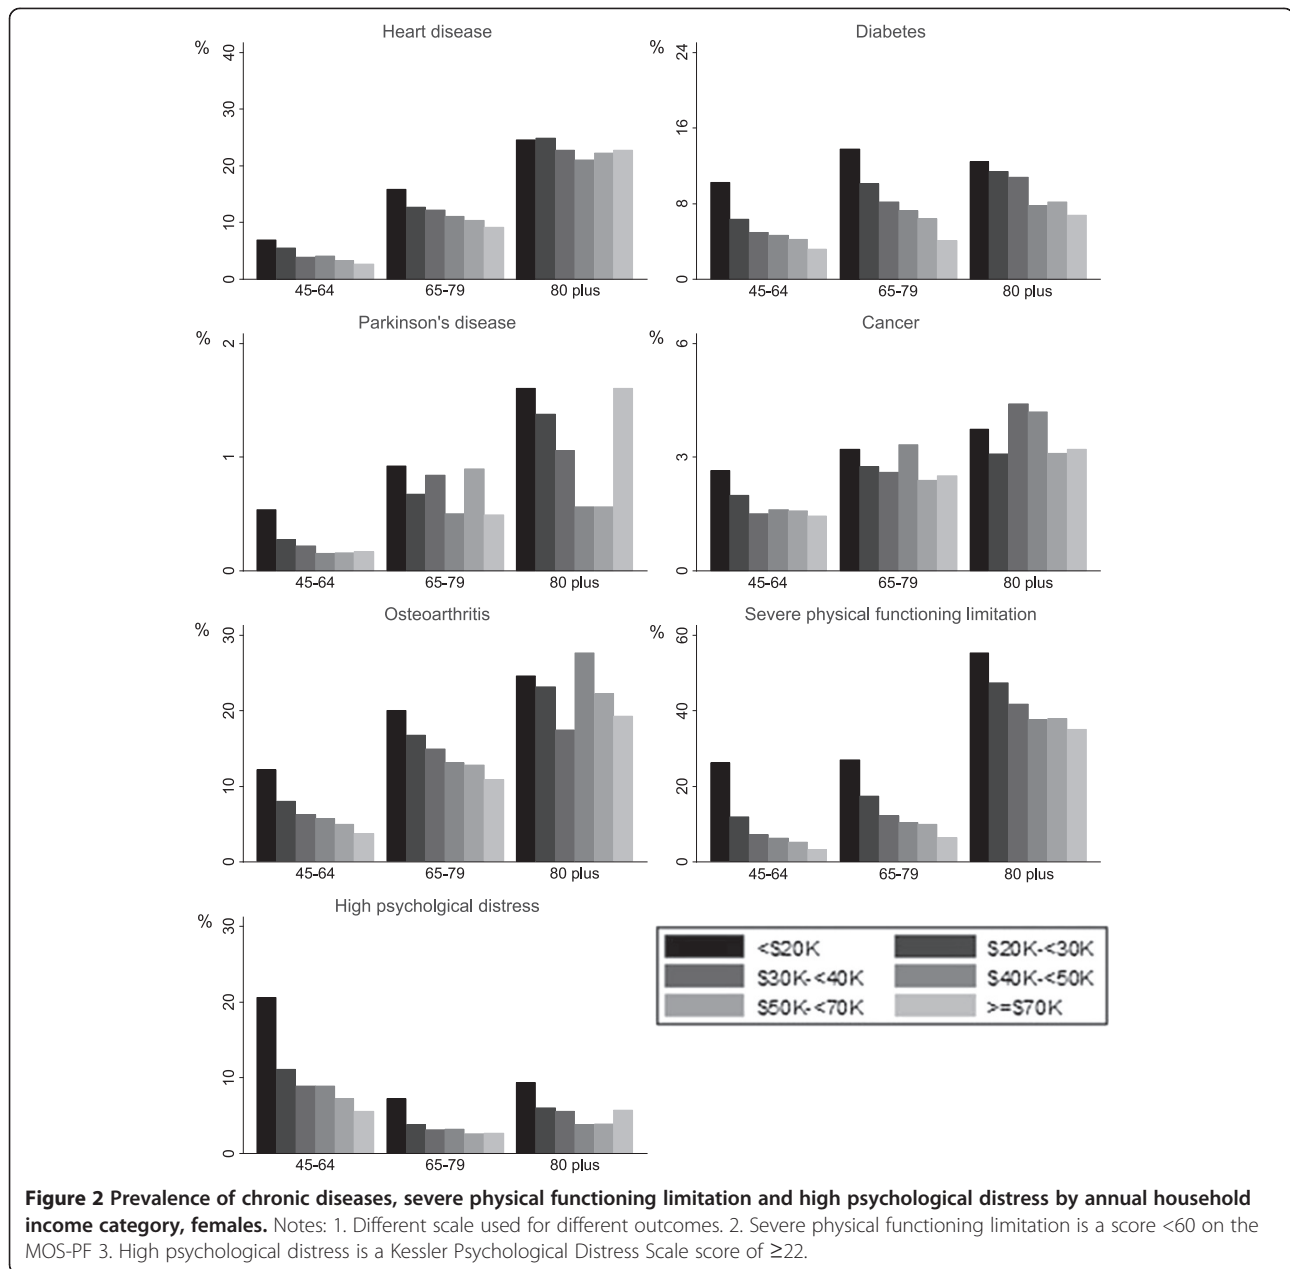 Heart disease
%
40
30
20
10
0
45-64
65-79
80 plus
Diabetes
%
24
16
8
0
45-64
65-79
80 plus
Parkinson's disease
%
2
1
0
45-64
65-79
80 plus
Cancer
%
6
3
0
45-64
65-79
80 plus
Osteoarthritis
%
30
20
10
0
45-64
65-79
80 plus
Severe physical functioning limitation
%
60
40
20
0
45-64
65-79
80 plus
High psycholgical distress
%
30
20
10
0
45-64
65-79
80 plus
<$20K
$20K-<30K
$30K-<40K
$40K-<50K
$50K-<70K
>=$70K
Figure 2 Prevalence of chronic diseases, severe physical functioning limitation and high psychological distress by annual household
income category, females. Notes: 1. Different scale used for different outcomes. 2. Severe physical functioning limitation is a score <60 on the
MOS-PF 3. High psychological distress is a Kessler Psychological Distress Scale score of ≥22.